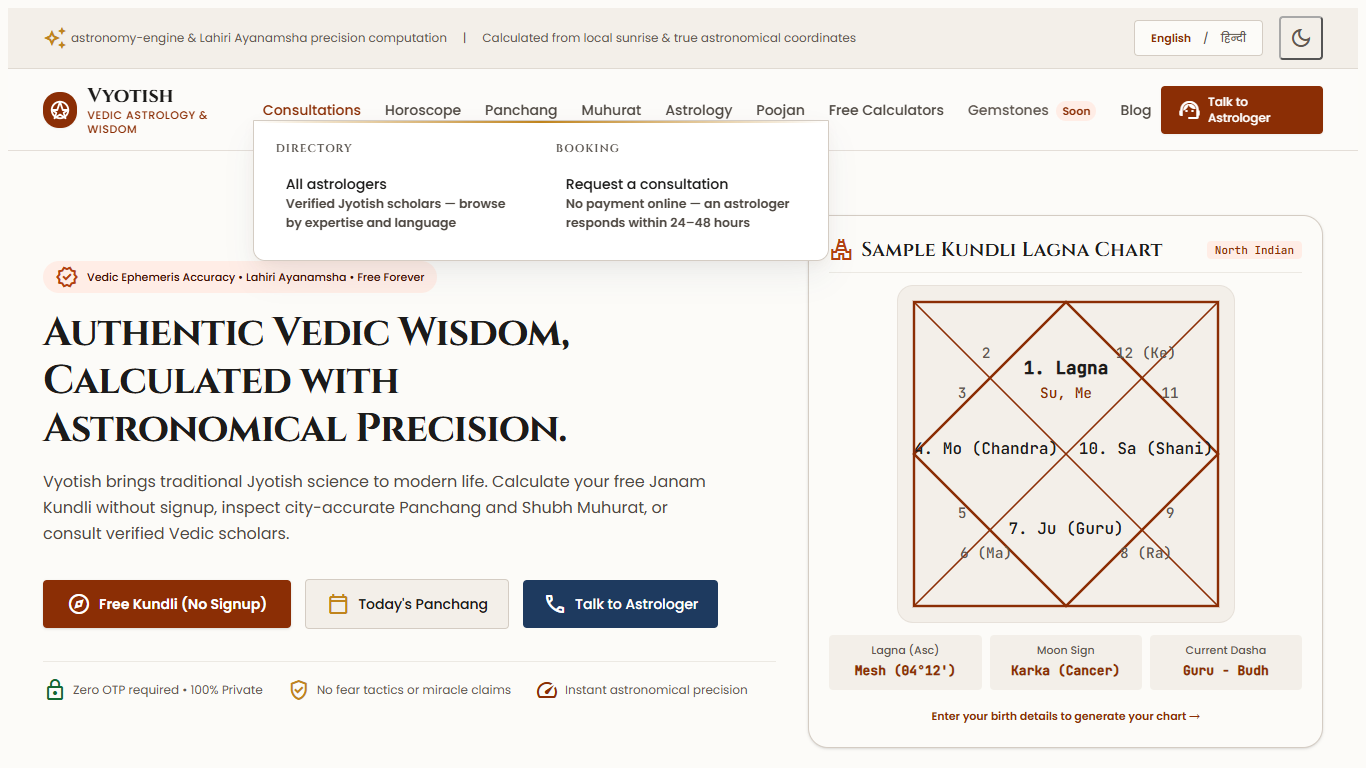 astronomy-engine & Lahiri Ayanamsha precision computation | Calculated from local sunrise & true astronomical coordinates
English / हिन्दी
Vyotish
VEDIC ASTROLOGY &
WISDOM
Consultations Horoscope Panchang Muhurat Astrology Poojan Free Calculators Gemstones Soon Blog
Talk to
Astrologer
DIRECTORY
All astrologers
Verified Jyotish scholars — browse
by expertise and language
BOOKING
Request a consultation
No payment online — an astrologer
responds within 24–48 hours
Vedic Ephemeris Accuracy • Lahiri Ayanamsha • Free Forever
Authentic Vedic Wisdom,
Calculated with
Astronomical Precision.
Vyotish brings traditional Jyotish science to modern life. Calculate your free Janam
Kundli without signup, inspect city-accurate Panchang and Shubh Muhurat, or
consult verified Vedic scholars.
Free Kundli (No Signup)
Today's Panchang
Talk to Astrologer
Zero OTP required • 100% Private
No fear tactics or miracle claims
Instant astronomical precision
Sample Kundli Lagna Chart
North Indian
2
12 (Ke)
1. Lagna
Su, Me
3
11
4. Mo (Chandra)
10. Sa (Shani)
5
9
7. Ju (Guru)
6 (Ma)
8 (Ra)
Lagna (Asc)
Mesh (04°12')
Moon Sign
Karka (Cancer)
Current Dasha
Guru - Budh
Enter your birth details to generate your chart →